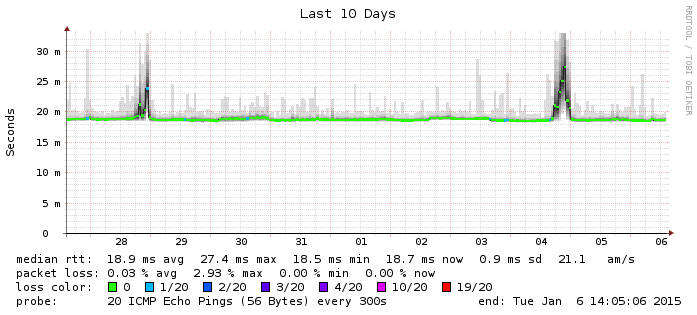 Last 10 Days
RRDTOOL / TOBI OETIKER
Seconds
30 m
25 m
20 m
15 m
10 m
5 m
0
28 29 30 31 01 02 03 04 05 06
median rtt: 18.9 ms avg 27.4 ms max 18.5 ms min 18.7 ms now 0.9 ms sd 21.1 am/s
packet loss: 0.03 % avg 2.93 % max 0.00 % min 0.00 % now
loss color: 0 1/20 2/20 3/20 4/20 10/20 19/20
probe: 20 ICMP Echo Pings (56 Bytes) every 300s end: Tue Jan 6 14:05:06 2015